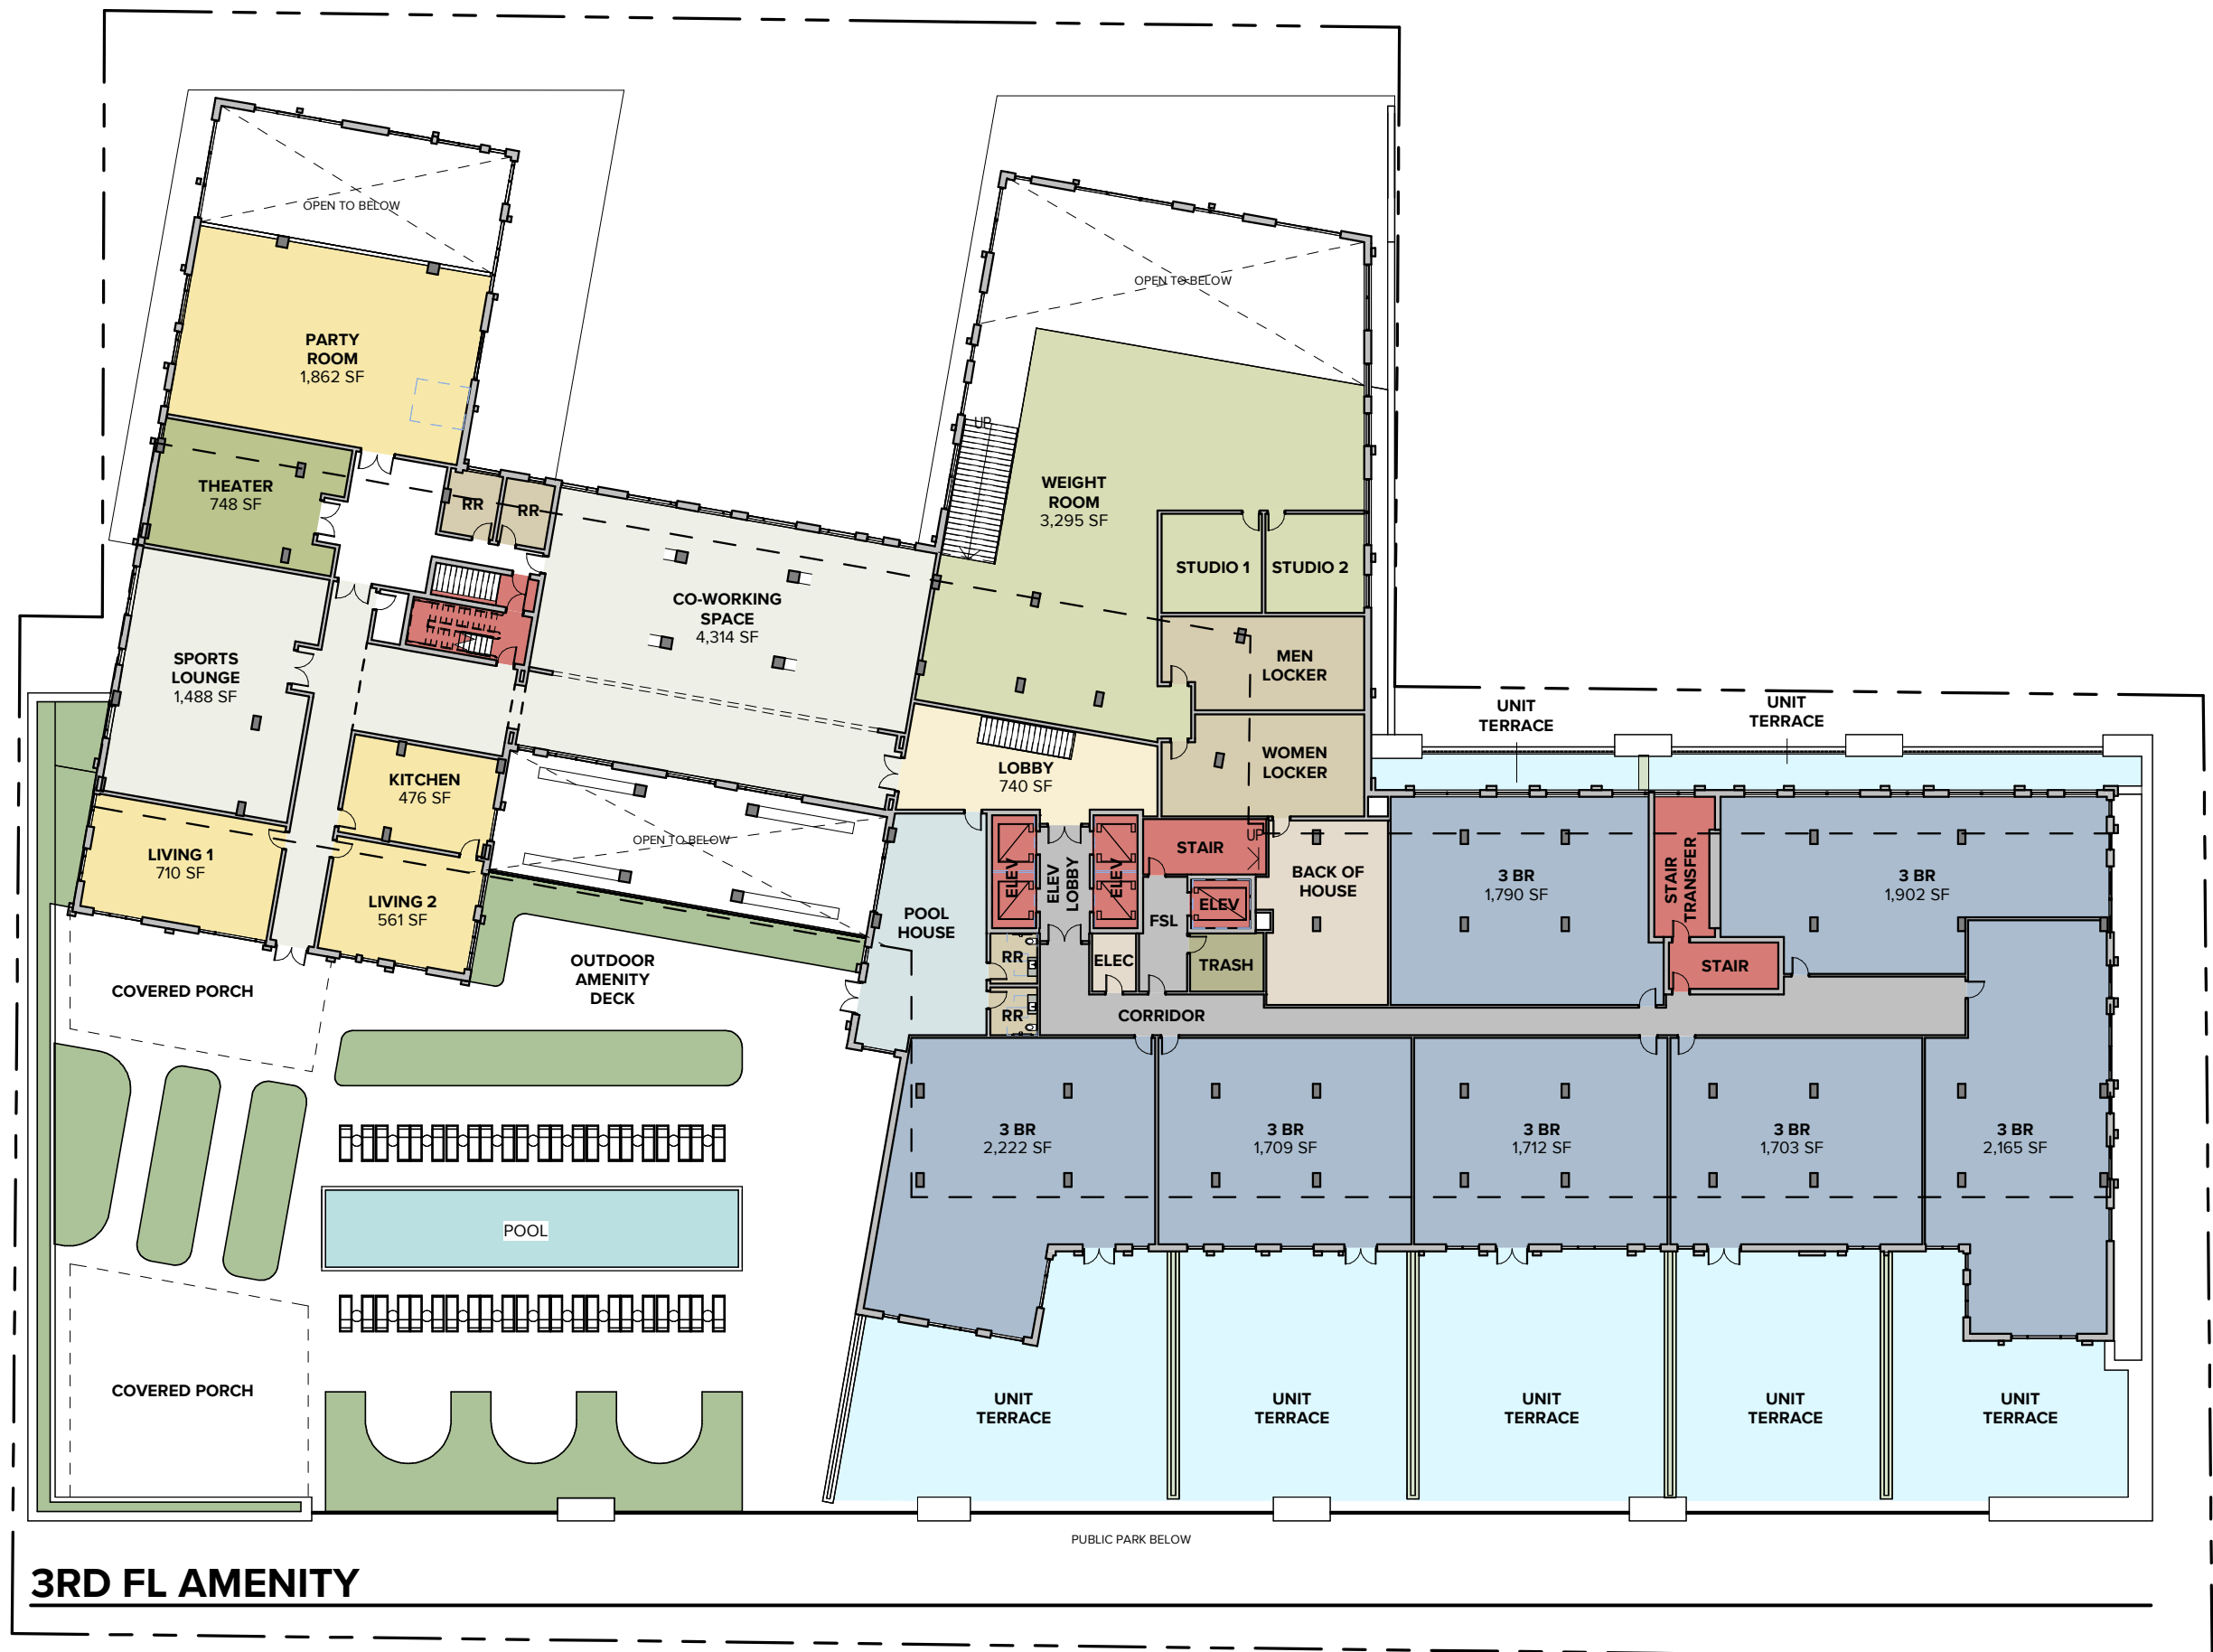 OPEN TO BELOW
PARTY
ROOM
1,862 SF
THEATER
748 SF
RR
RR
SPORTS
LOUNGE
1,488 SF
CO-WORKING
SPACE
4,314 SF
KITCHEN
476 SF
LIVING 1
710 SF
LIVING 2
561 SF
OPEN TO BELOW
OPEN TO BELOW
UP
WEIGHT
ROOM
3,295 SF
STUDIO 1
STUDIO 2
MEN
LOCKER
WOMEN
LOCKER
LOBBY
740 SF
UNIT
TERRACE
UNIT
TERRACE
POOL
HOUSE
ELEV
ELEV
LOBBY
ELEV
STAIR
UP
FSL
ELEV
BACK OF
HOUSE
RR
ELEC
TRASH
RR
CORRIDOR
3 BR
1,790 SF
STAIR
TRANSFER
STAIR
3 BR
1,902 SF
COVERED PORCH
OUTDOOR
AMENITY
DECK
3 BR
2,222 SF
3 BR
1,709 SF
3 BR
1,712 SF
3 BR
1,703 SF
3 BR
2,165 SF
POOL
COVERED PORCH
UNIT
TERRACE
UNIT
TERRACE
UNIT
TERRACE
UNIT
TERRACE
UNIT
TERRACE
PUBLIC PARK BELOW
3RD FL AMENITY